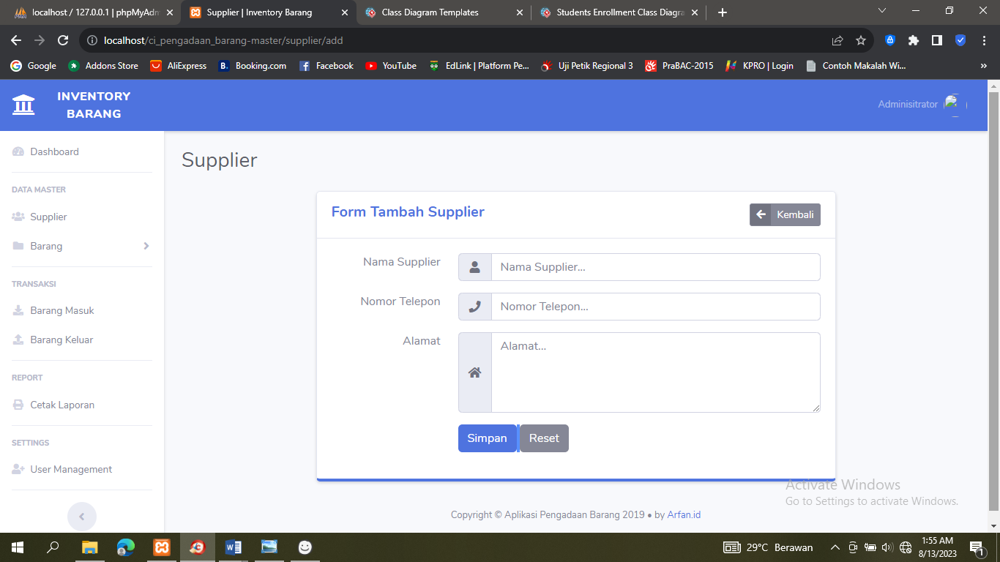 localhost / 127.0.0.1 | phpMyAdm
Supplier | Inventory Barang
Class Diagram Templates
Students Enrollment Class Diagra
localhost/ci_pengadaan_barang-master/supplier/add
Google
Addons Store
AliExpress
B.
Booking.com
Facebook
YouTube
EdLink | Platform Pe...
Uji Petik Regional 3
PraBAC-2015
KPRO | Login
Contoh Makalah Wi...
»
INVENTORY
BARANG
Adminisitrator
Dashboard
DATA MASTER
Supplier
Barang
TRANSAKSI
Barang Masuk
Barang Keluar
REPORT
Cetak Laporan
SETTINGS
User Management
Supplier
Form Tambah Supplier
Kembali
Nama Supplier
Nama Supplier...
Nomor Telepon
Nomor Telepon...
Alamat
Alamat...
Simpan
Reset
Activate Windows
Go to Settings to activate Windows.
Copyright © Aplikasi Pengadaan Barang 2019 • by Arfan.id
29°C Berawan
1:55 AM
8/13/2023
1